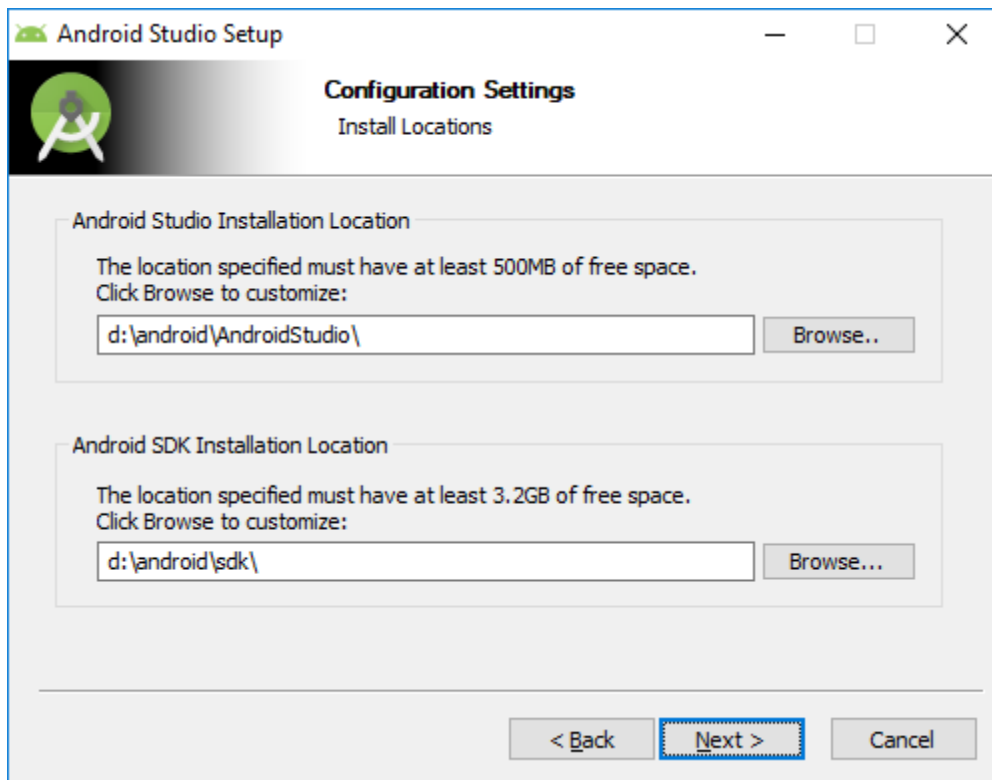 Android Studio Setup
Configuration Settings
Install Locations
Android Studio Installation Location
The location specified must have at least 500MB of free space.
Click Browse to customize:
d:\android\AndroidStudio\
Browse..
Android SDK Installation Location
The location specified must have at least 3.2GB of free space.
Click Browse to customize:
d:\android\sdk\
Browse...
< Back
Next >
Cancel